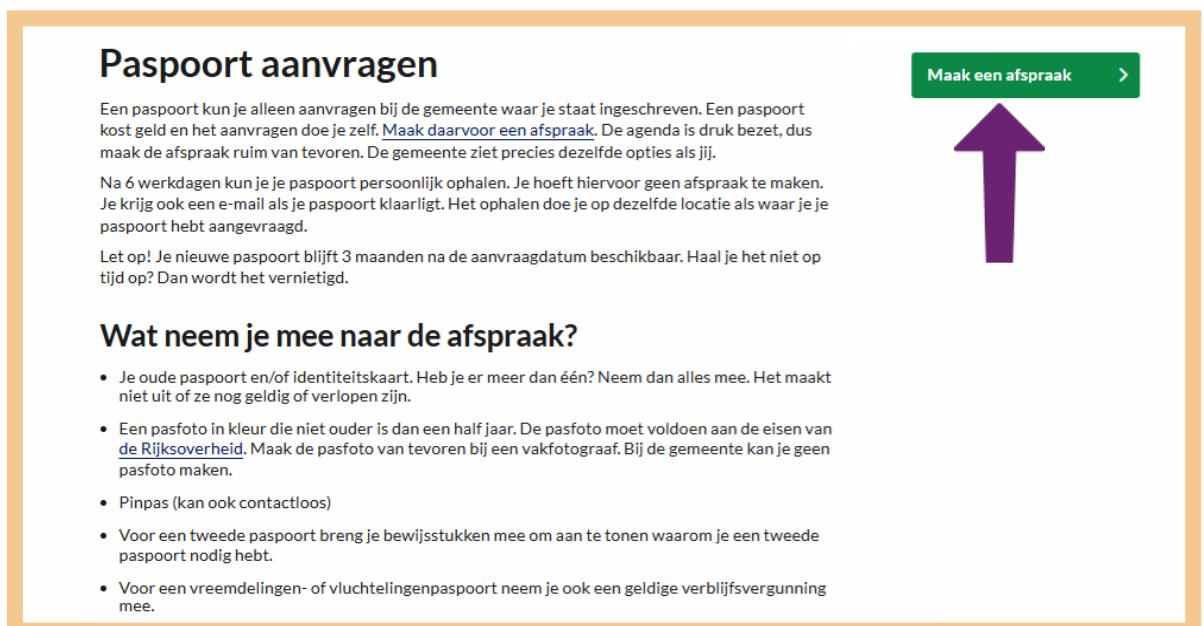 Paspoort aanvragen
Maak een afspraak
Een paspoort kun je alleen aanvragen bij de gemeente waar je staat ingeschreven. Een paspoort
kost geld en het aanvragen doe je zelf. Maak daarvoor een afspraak. De agenda is druk bezet, dus
maak de afspraak ruim van tevoren. De gemeente ziet precies dezelfde opties als jij.
Na 6 werkdagen kun je je paspoort persoonlijk ophalen. Je hoeft hiervoor geen afspraak te maken.
Je krijg ook een e-mail als je paspoort klaarligt. Het ophalen doe je op dezelfde locatie als waar je je
paspoort hebt aangevraagd.
Let op! Je nieuwe paspoort blijft 3 maanden na de aanvraagdatum beschikbaar. Haal je het niet op
tijd op? Dan wordt het vernietigd.
Wat neem je mee naar de afspraak?
• Je oude paspoort en/of identiteitskaart. Heb je er meer dan één? Neem dan alles mee. Het maakt
niet uit of ze nog geldig of verlopen zijn.
• Een pasfoto in kleur die niet ouder is dan een half jaar. De pasfoto moet voldoen aan de eisen van
de Rijksoverheid. Maak de pasfoto van tevoren bij een vakfotograaf. Bij de gemeente kan je geen
pasfoto maken.
• Pinpas (kan ook contactloos)
• Voor een tweede paspoort breng je bewijsstukken mee om aan te tonen waarom je een tweede
paspoort nodig hebt.
• Voor een vreemdelingen- of vluchtelingenpaspoort neem je ook een geldige verblijfsvergunning
mee.